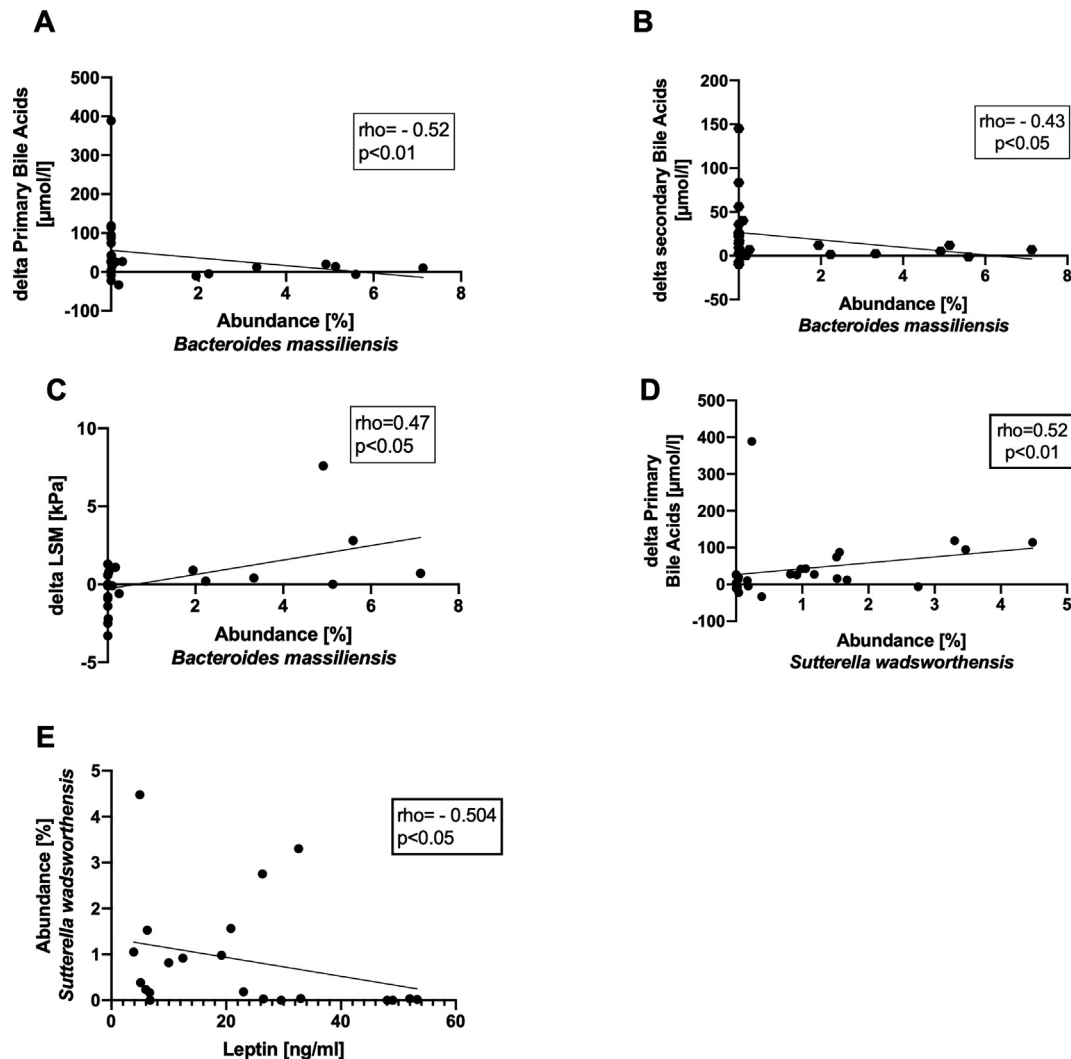 A
delta Primary Bile Acids
[µmol/l]
500
400
300
200
100
0
-100
2
4
6
8
rho= - 0.52
p<0.01
Abundance [%]
Bacteroides massiliensis
B
delta secondary Bile Acids
[µmol/l]
200
150
100
50
0
-50
2
4
6
8
rho= - 0.43
p<0.05
Abundance [%]
Bacteroides massiliensis
C
delta LSM [kPa]
10
5
0
-5
2
4
6
8
rho=0.47
p<0.05
Abundance [%]
Bacteroides massiliensis
D
delta Primary
Bile Acids [µmol/l]
500
400
300
200
100
0
-100
1
2
3
4
5
rho=0.52
p<0.01
Abundance [%]
Sutterella wadsworthensis
E
Abundance [%]
Sutterella wadsworthensis
5
4
3
2
1
0
0
20
40
60
rho= - 0.504
p<0.05
Leptin [ng/ml]